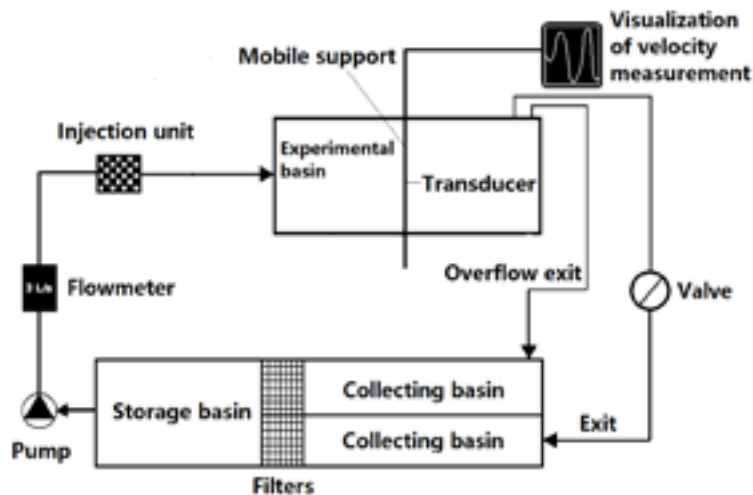 Visualization
of velocity
measurement
Mobile support
Injection unit
Experimental
basin
Transducer
3 L/s
Flowmeter
Overflow exit
Valve
Storage basin
Collecting basin
Collecting basin
Exit
Pump
Filters